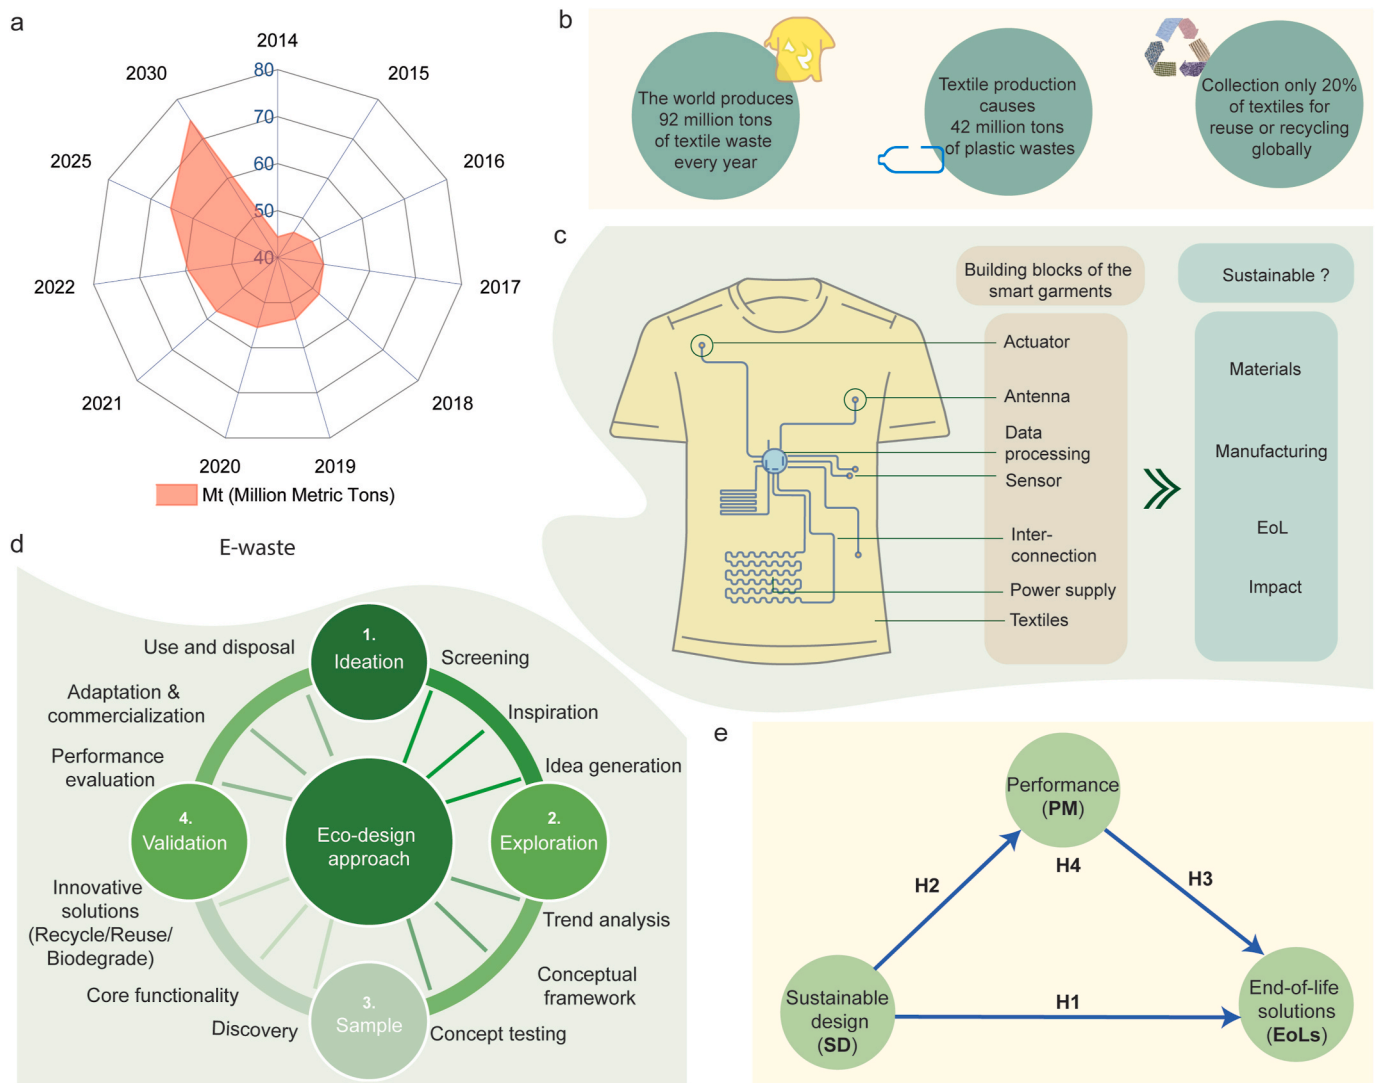 a
2014
2030
2015
80
70
2025
2016
60
50
40
2022
2017
2021
2018
2020
2019
Mt (Million Metric Tons)
E-waste
b
The world produces
92 million tons
of textile waste
every year
Textile production
causes
42 million tons
of plastic wastes
Collection only 20%
of textiles for
reuse or recycling
globally
c
Building blocks of the
smart garments
Actuator
Antenna
Data
processing
Sensor
Inter-
connection
Power supply
Textiles
Sustainable ?
Materials
Manufacturing
EoL
Impact
d
1.
Ideation
Screening
Inspiration
Idea generation
2.
Exploration
Trend analysis
Conceptual
framework
Concept testing
3.
Sample
Discovery
Core functionality
Innovative
solutions
(Recycle/Reuse/
Biodegrade)
4.
Validation
Performance
evaluation
Adaptation &
commercialization
Use and disposal
Eco-design
approach
e
Performance
(PM)
H4
H2
H3
Sustainable
design
(SD)
H1
End-of-life
solutions
(EoLs)